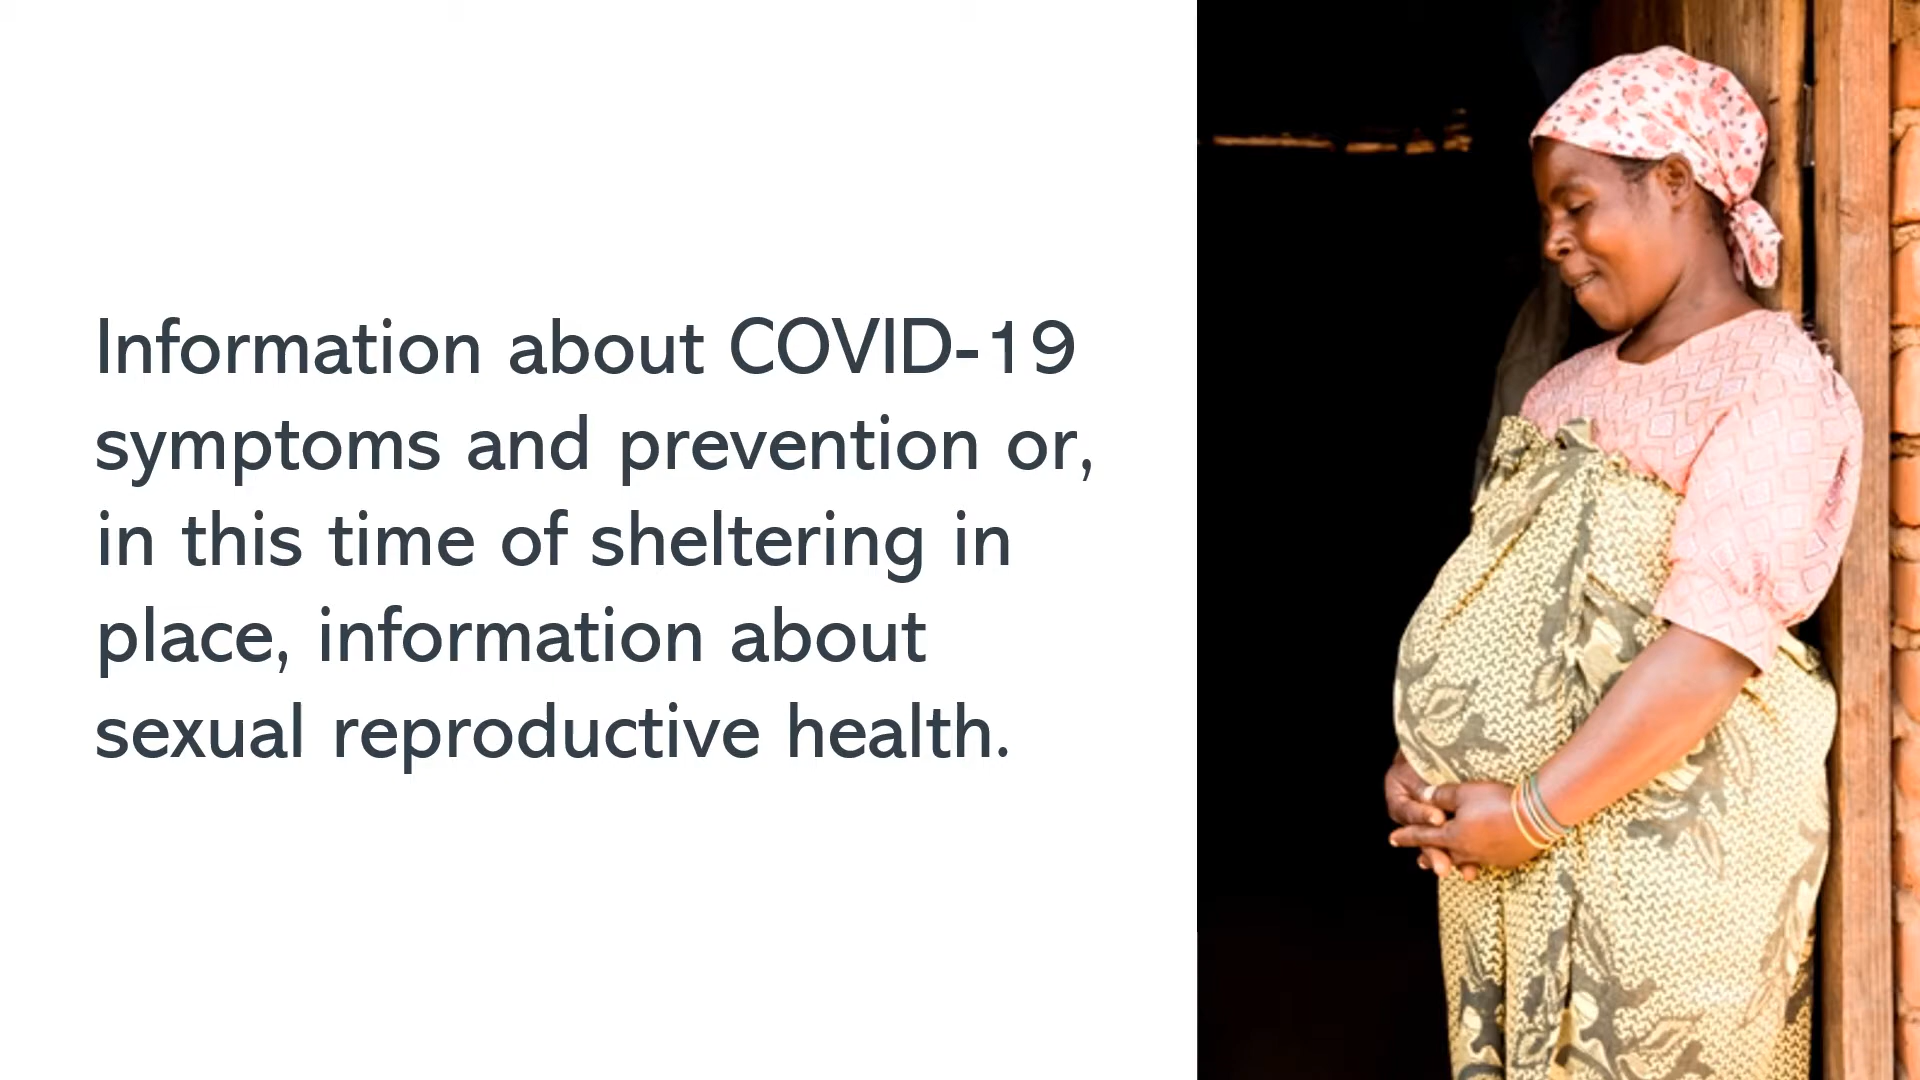 Information about COVID-19
symptoms and prevention or,
in this time of sheltering in
place, information about
sexual reproductive health.